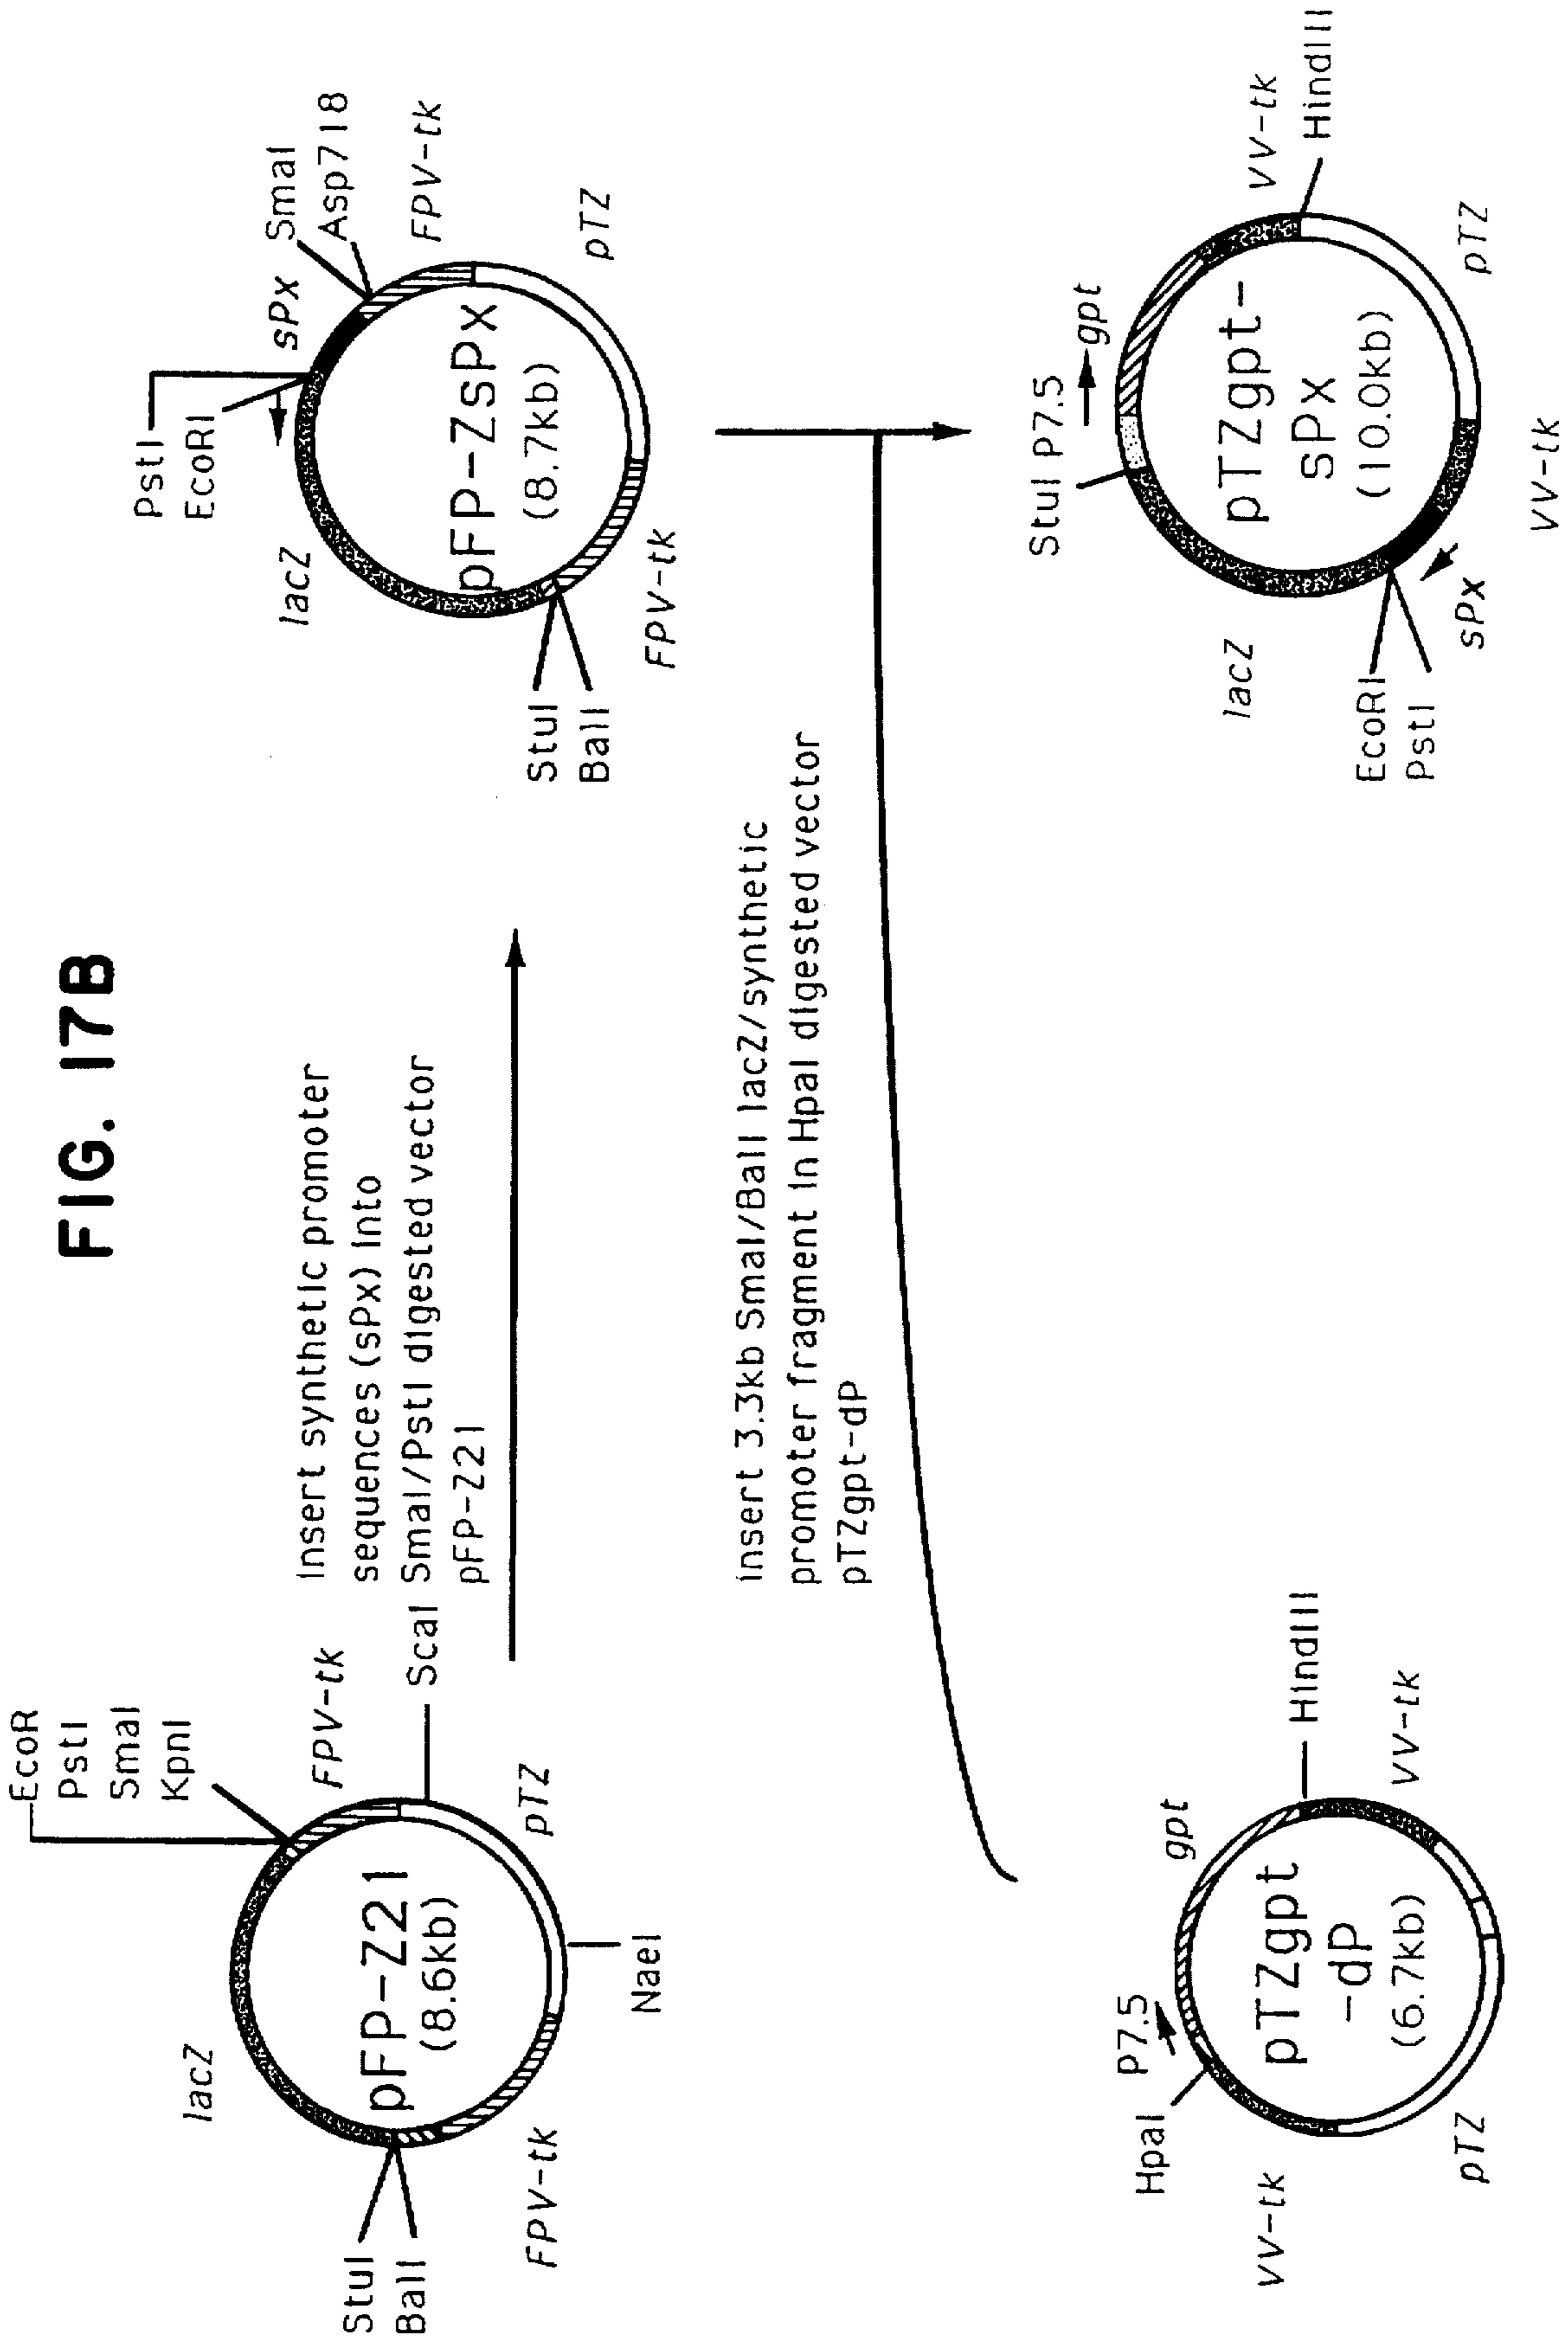 FIG. 17B
EcoR
PstI
SmaI
KpnI
lacZ
FPV-tk
ScaI
StuI
BalI
pFP-Z21
(8.6kb)
FPV-tk
pTZ
NaeI
Insert synthetic promoter
sequences (sPx) into
SmaI/PstI digested vector
pFP-Z21
PstI
EcoRI
sPx
SmaI
Asp718
lacZ
FPV-tk
pFP-ZsPx
(8.7kb)
StuI
BalI
FPV-tk
pTZ
insert 3.3kb SmaI/BalI lacZ/synthetic
promoter fragment in HpaI digested vector
pTZgpt-dP
HpaI
P7.5
gpt
HindIII
VV-tk
pTZgpt
-dP
(6.7kb)
VV-tk
pTZ
StuI P7.5
gpt
VV-tk
HindIII
lacZ
pTZgpt-
sPx
(10.0kb)
EcoRI
PstI
sPx
pTZ
VV-tk